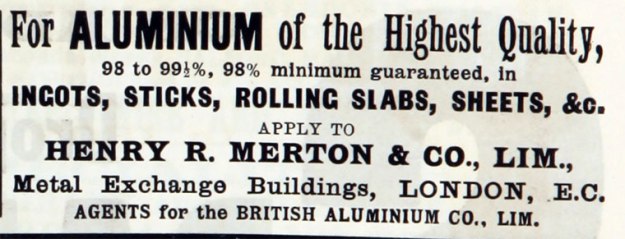 For ALUMINIUM of the Highest Quality,
98 to 99½%, 98% minimum guaranteed, in
INGOTS, STICKS, ROLLING SLABS, SHEETS, &c.
APPLY TO
HENRY R. MERTON & CO., LIM.,
Metal Exchange Buildings, LONDON, E.C.
AGENTS for the BRITISH ALUMINIUM CO., LIM.